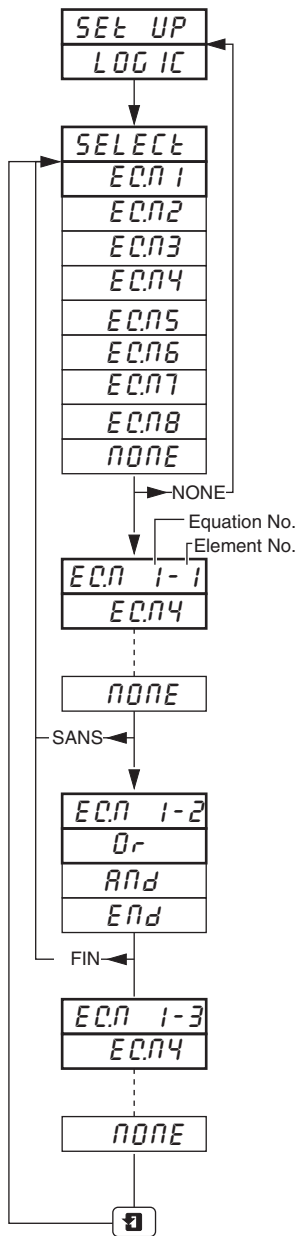 SEt UP
LOGIC
SELECt
EC.N 1
EC.N2
EC.N3
EC.N4
EC.N5
EC.N6
EC.N7
EC.N8
NONE
NONE
Equation No.
Element No.
EC.N 1-1
EC.N4
NONE
SANS
EC.N 1-2
Or
ANd
ENd
FIN
EC.N 1-3
EC.N4
NONE